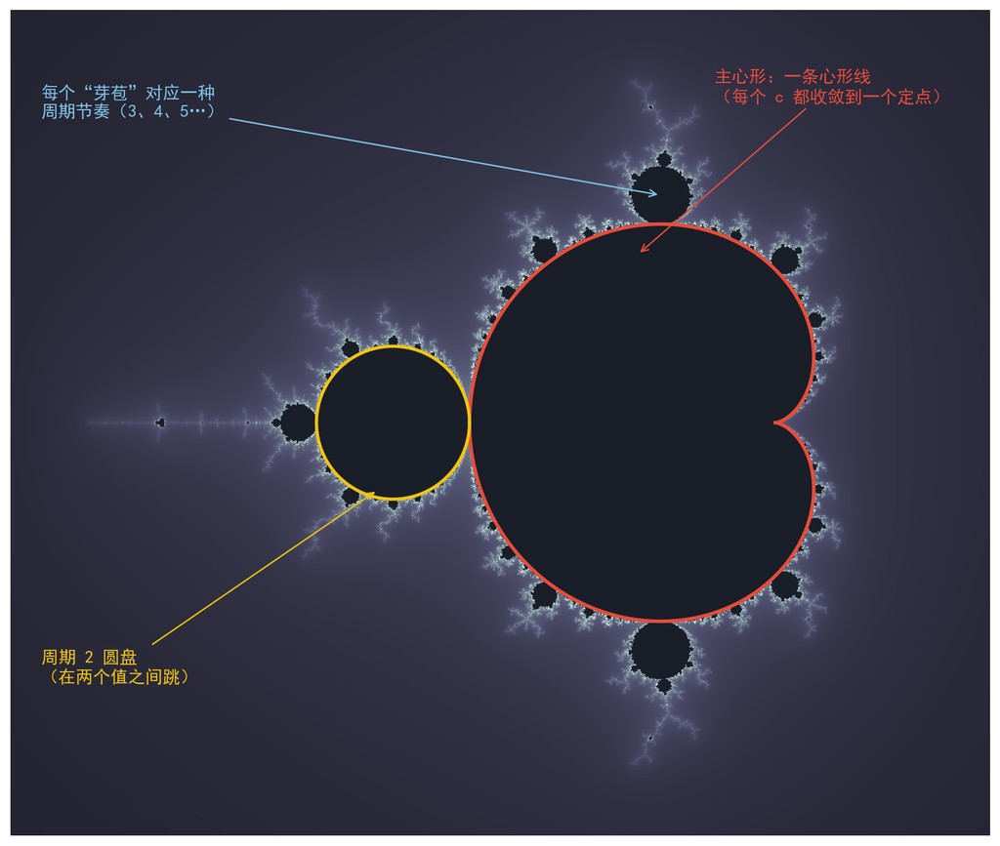 每个“芽苞”对应一种
周期节奏（3、4、5…）
主心形：一条心形线
（每个 c 都收敛到一个定点）
周期 2 圆盘
（在两个值之间跳）